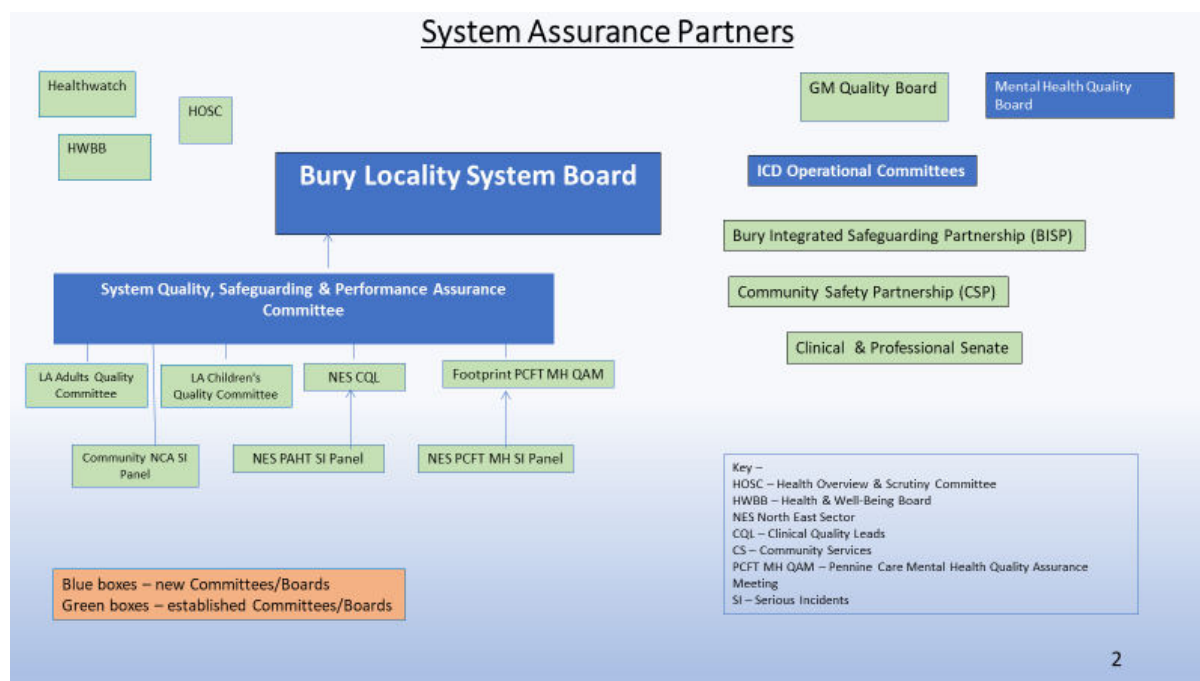 System Assurance Partners
Healthwatch
HOSC
HWBB
GM Quality Board
Mental Health Quality
Board
Bury Locality System Board
ICD Operational Committees
Bury Integrated Safeguarding Partnership (BISP)
System Quality, Safeguarding & Performance Assurance
Committee
Community Safety Partnership (CSP)
Clinical & Professional Senate
LA Adults Quality
Committee
LA Children's
Quality Committee
NES CQL
Footprint PCFT MH QAM
Community NCA SI
Panel
NES PAHT SI Panel
NES PCFT MH SI Panel
Key –
HOSC – Health Overview & Scrutiny Committee
HWBB – Health & Well-Being Board
NES North East Sector
CQL – Clinical Quality Leads
CS – Community Services
PCFT MH QAM – Pennine Care Mental Health Quality Assurance
Meeting
SI – Serious Incidents
Blue boxes – new Committees/Boards
Green boxes – established Committees/Boards
2